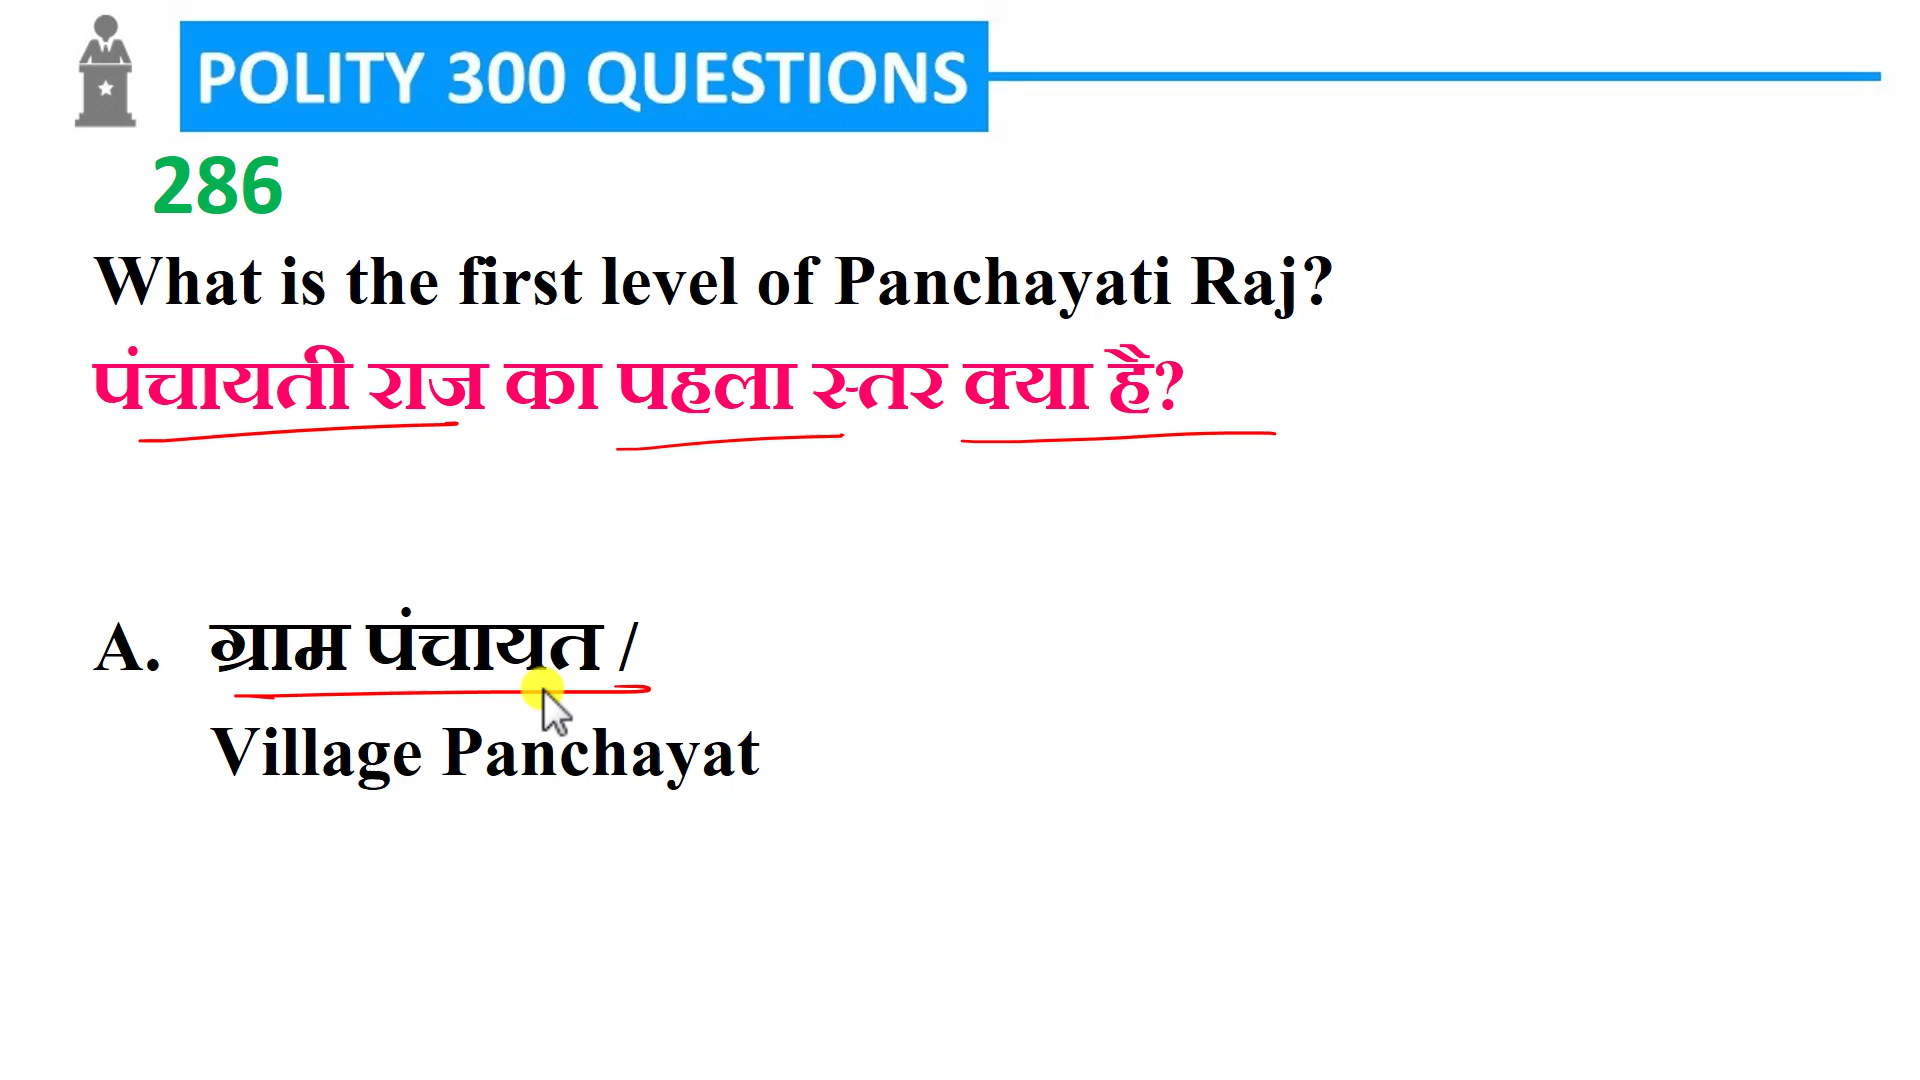 POLITY 300 QUESTIONS
286
What is the first level of Panchayati Raj?
पंचायती राज का पहला स्तर क्या है?
A. ग्राम पंचायत /
Village Panchayat